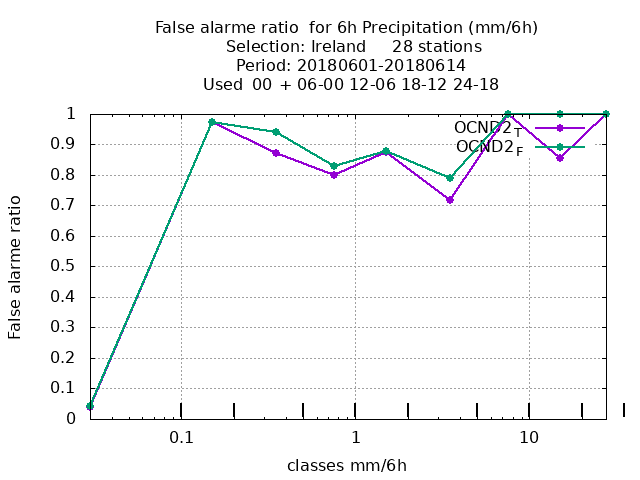 False alarme ratio  for 6h Precipitation (mm/6h)
Selection: Ireland     28 stations
Period: 20180601-20180614
Used  00  + 06-00 12-06 18-12 24-18
OCND2T
OCND2F
False alarme ratio
1
0.9
0.8
0.7
0.6
0.5
0.4
0.3
0.2
0.1
0
0.1 1 10
classes mm/6h